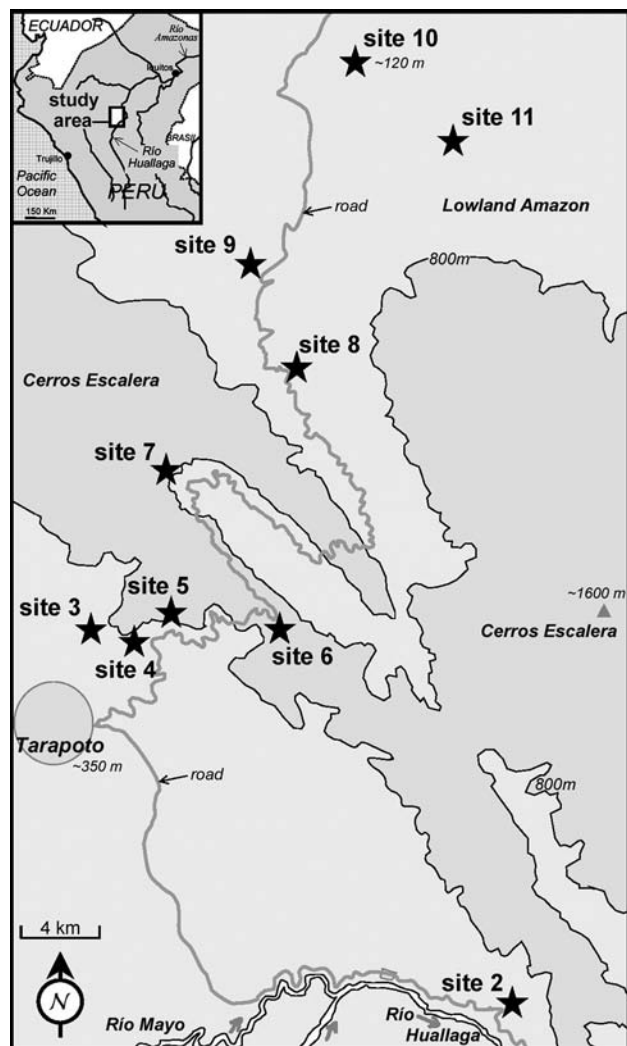 ECUADOR
Río
Amazonas
Iquitos
study
area
BRASIL
Río
Huallaga
Trujillo
Pacific
Ocean
PERU
150 Km
site 10
~120 m
site 11
road
Lowland Amazon
site 9
800m
site 8
Cerros Escalera
site 7
site 5
site 3
~1600 m
site 4
site 6
Cerros Escalera
Tarapoto
~350 m
road
800m
4 km
N
site 2
Río Mayo
Río
Huallaga